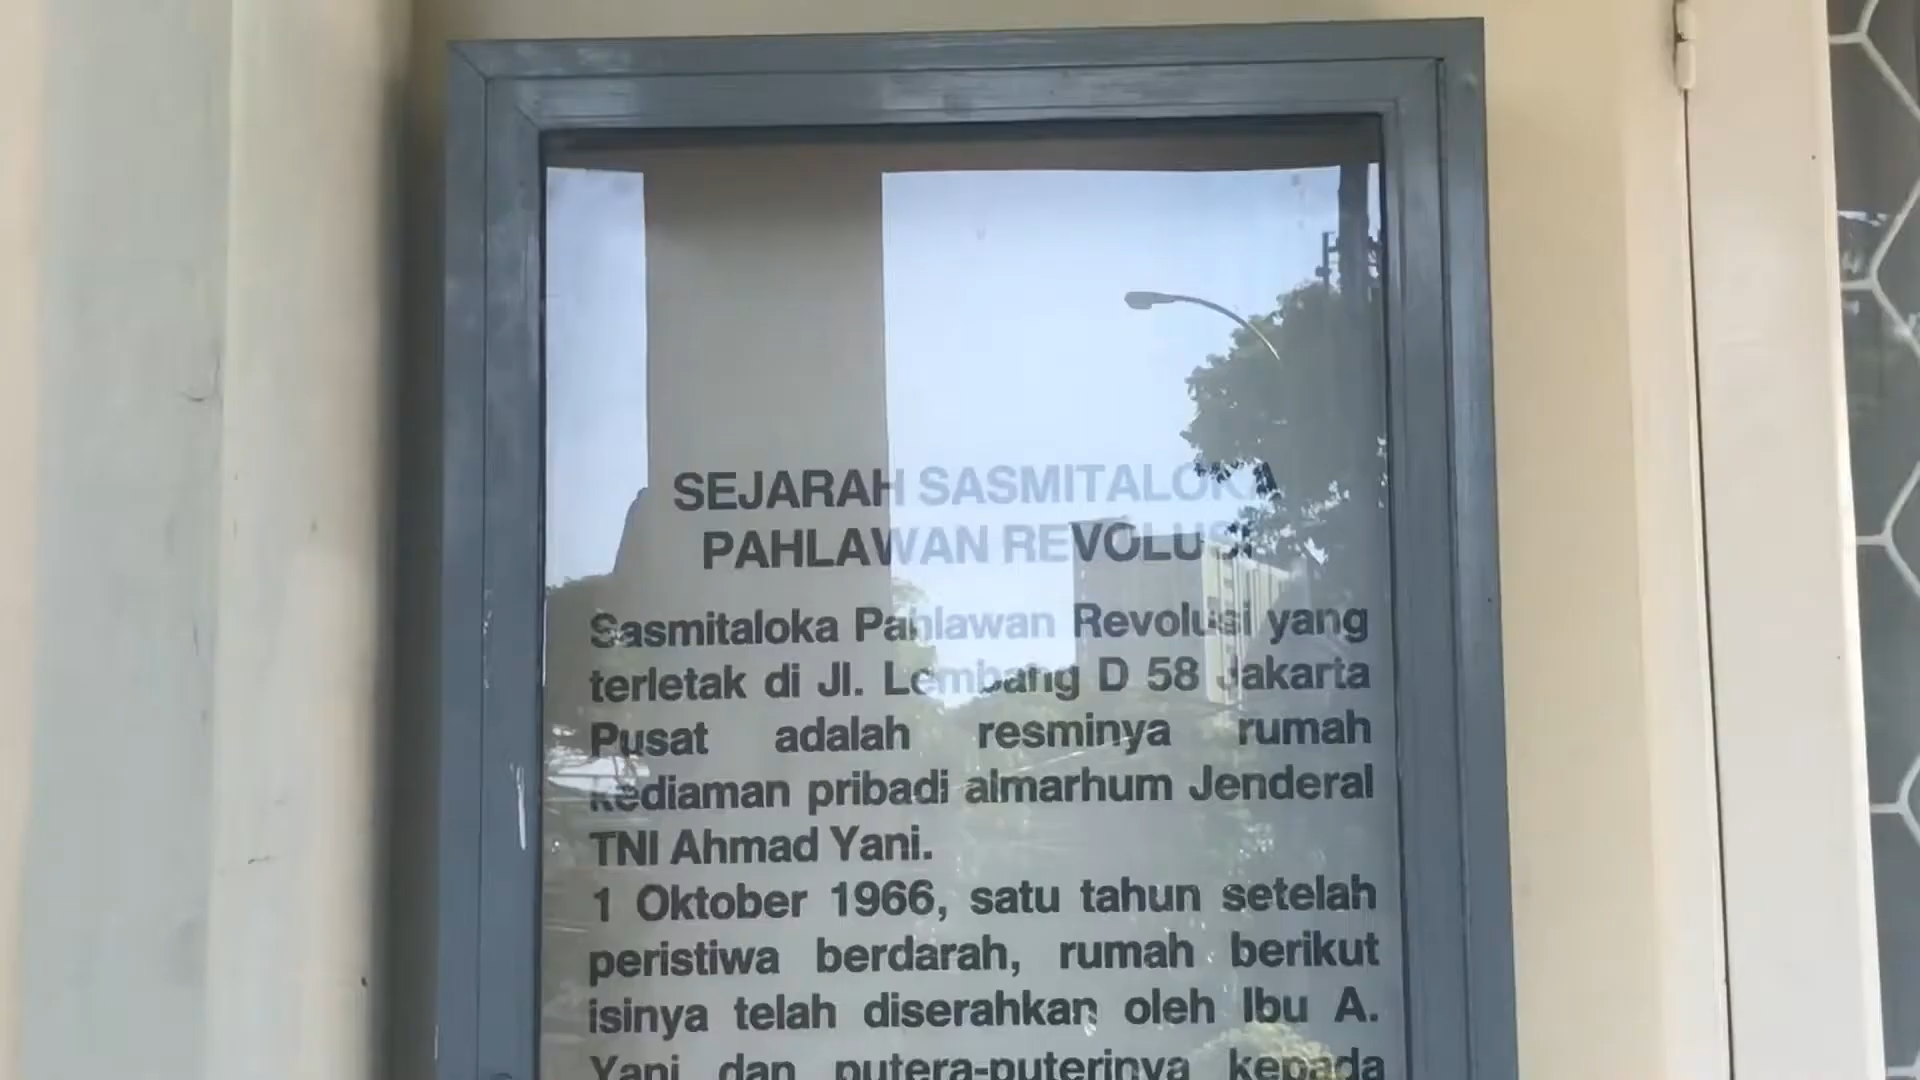 SEJARAH SASMITALOKA
PAHLAWAN REVOLUSI
Sasmitaloka Pahlawan Revolusi yang
terletak di Jl. Lembang D 58 Jakarta
Pusat adalah resminya rumah
kediaman pribadi almarhum Jenderal
TNI Ahmad Yani.
1 Oktober 1966, satu tahun setelah
peristiwa berdarah, rumah berikut
isinya telah diserahkan oleh Ibu A.
Yani dan putera-puterinya kepada